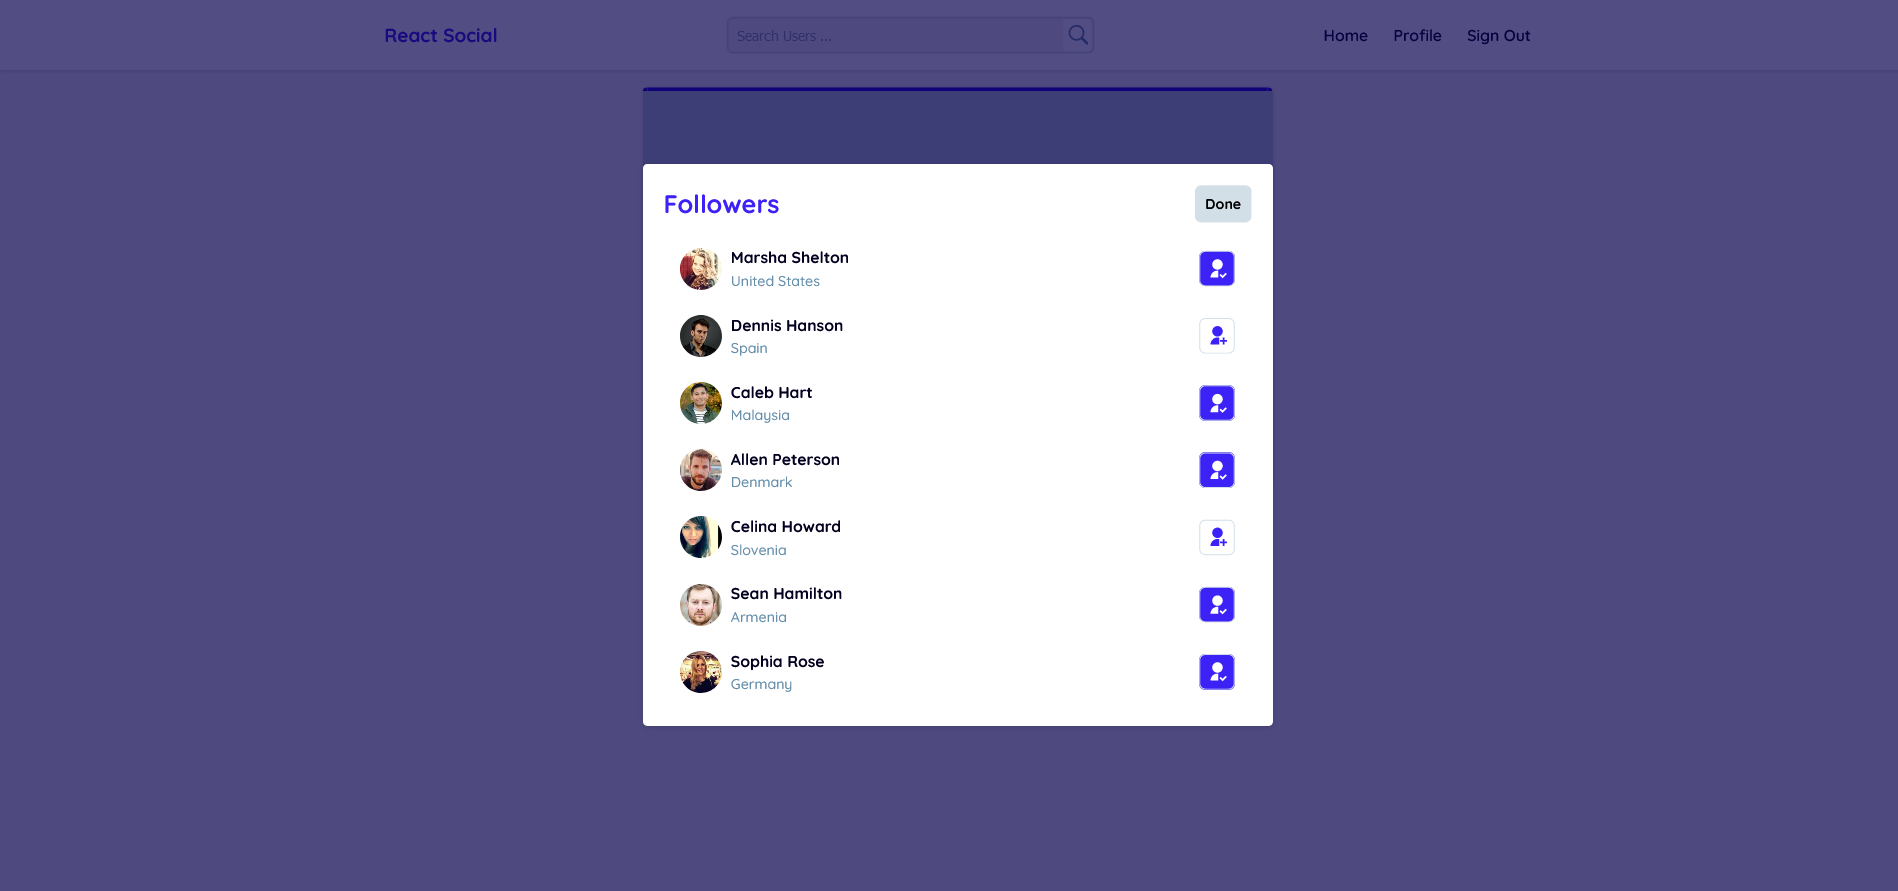 React Social
Search Users ...
Home
Profile
Sign Out
Followers
Done
Marsha Shelton
United States
Dennis Hanson
Spain
Caleb Hart
Malaysia
Allen Peterson
Denmark
Celina Howard
Slovenia
Sean Hamilton
Armenia
Sophia Rose
Germany